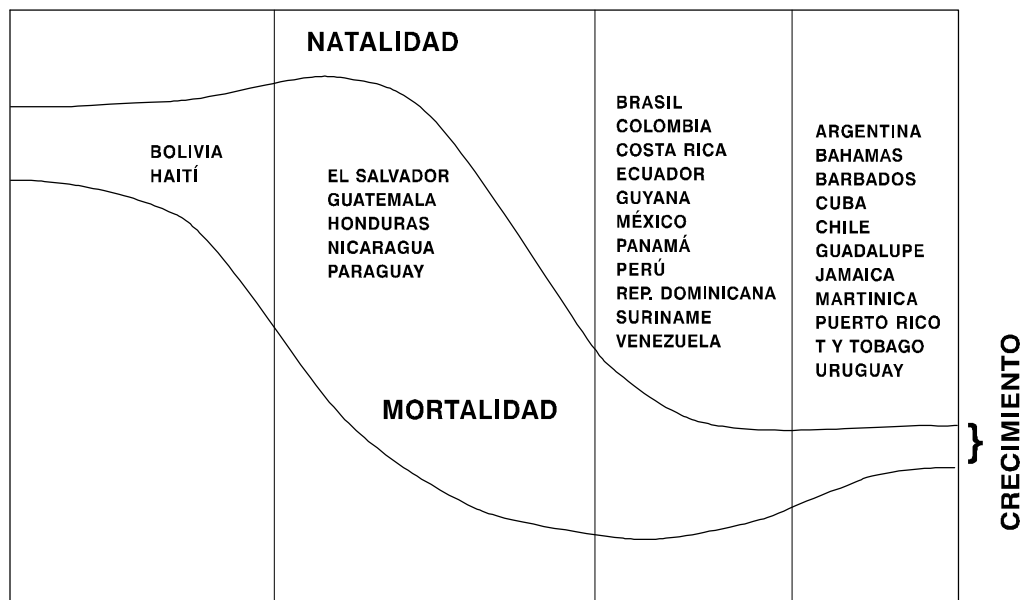 NATALIDAD
BOLIVIA
HAITÍ
EL SALVADOR
GUATEMALA
HONDURAS
NICARAGUA
PARAGUAY
BRASIL
COLOMBIA
COSTA RICA
ECUADOR
GUYANA
MÉXICO
PANAMÁ
PERÚ
REP. DOMINICANA
SURINAME
VENEZUELA
ARGENTINA
BAHAMAS
BARBADOS
CUBA
CHILE
GUADALUPE
JAMAICA
MARTINICA
PUERTO RICO
T Y TOBAGO
URUGUAY
MORTALIDAD
CRECIMIENTO